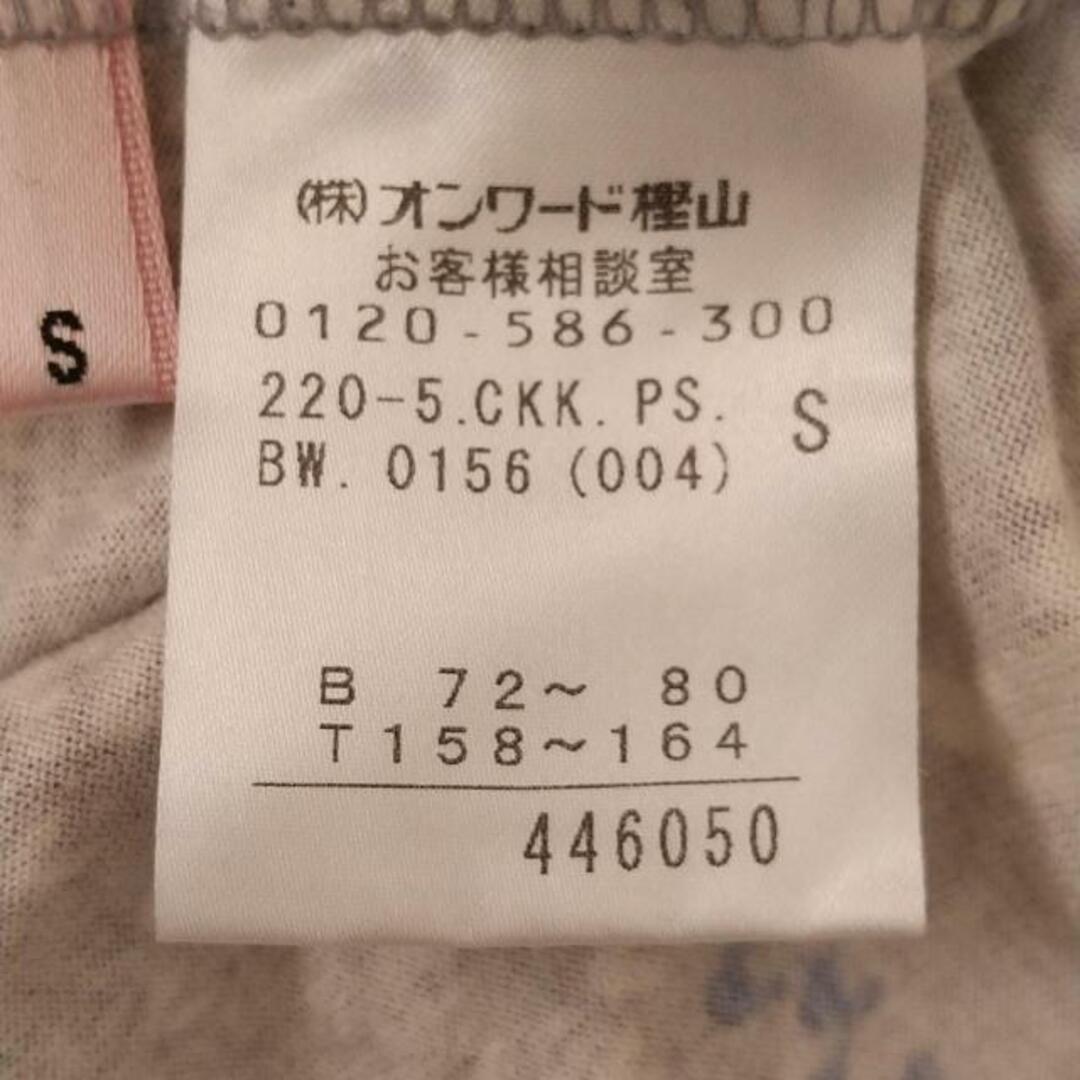 (株)オンワード樫山
お客様相談室
0120-586-300
220-5.CKK. PS. S
BW. 0156 (004)
B 72~ 80
T158~164
446050
S